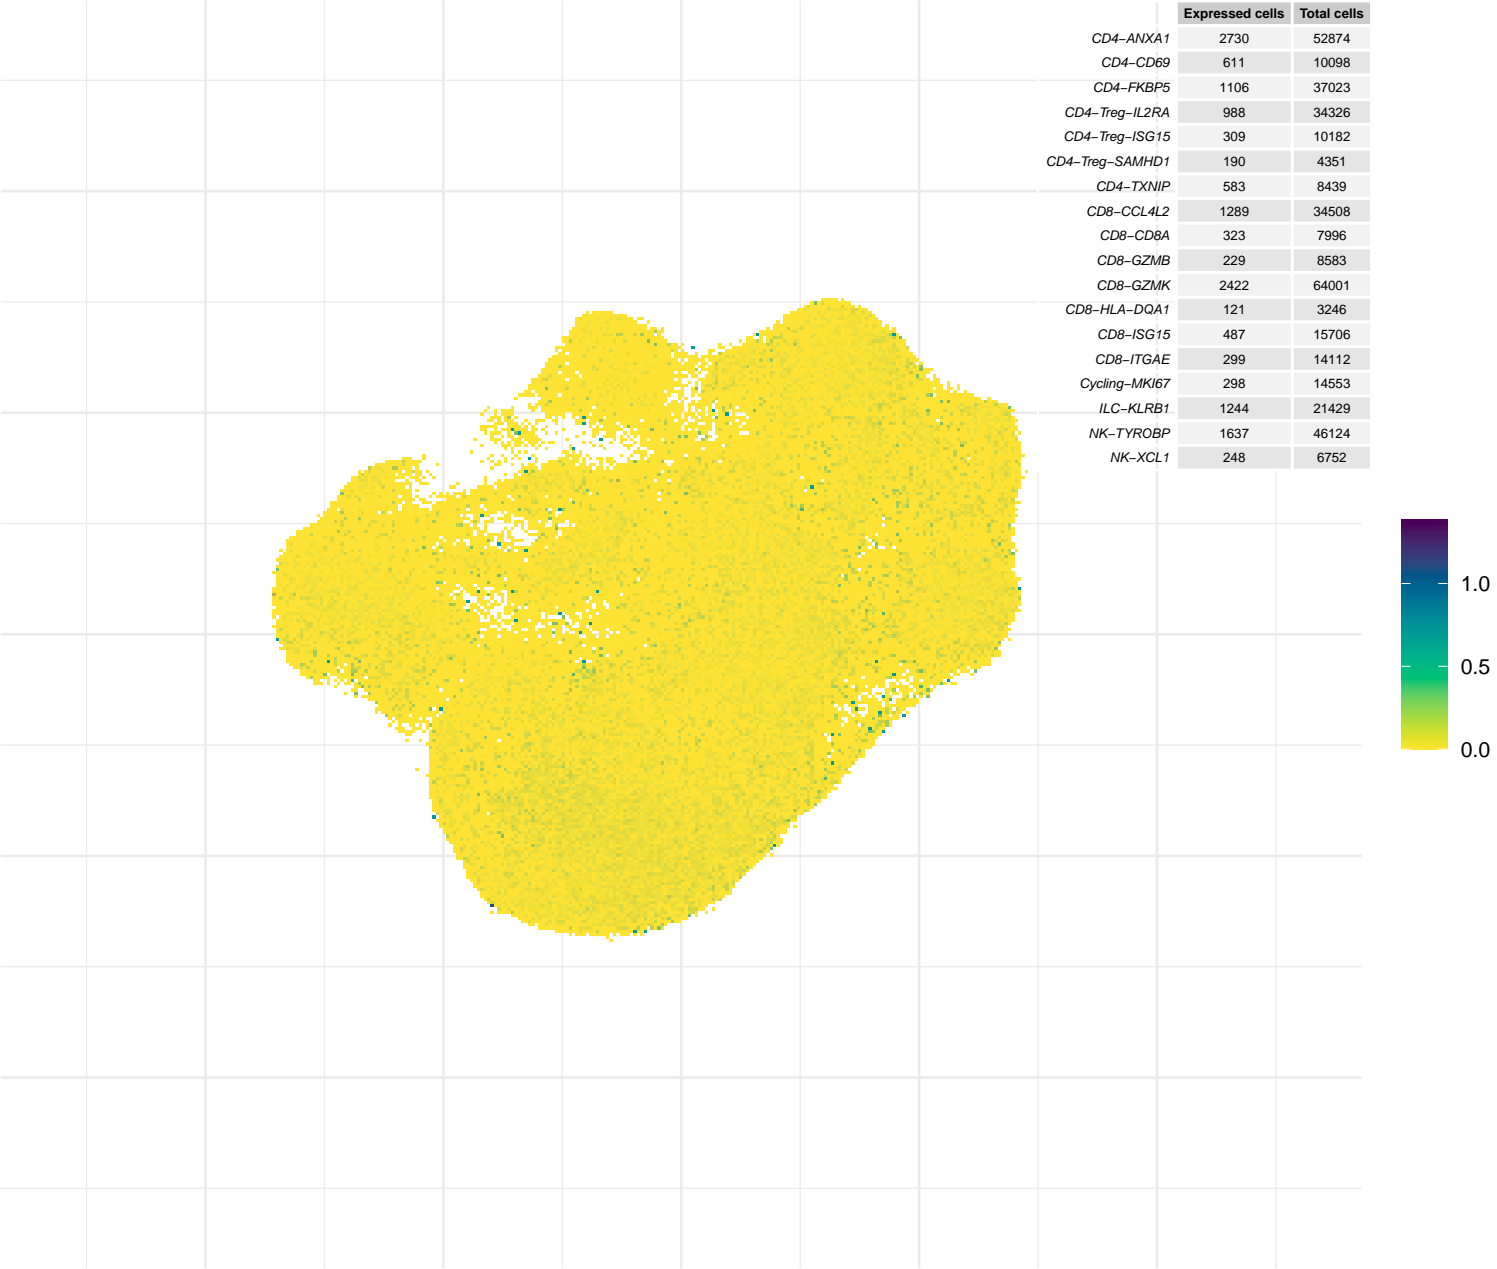 Expressed cells Total cells
CD4−ANXA1 2730 52874
CD4−CD69 611 10098
CD4−FKBP5 1106 37023
CD4−Treg−IL2RA 988 34326
CD4−Treg−ISG15 309 10182
CD4−Treg−SAMHD1 190 4351
CD4−TXNIP 583 8439
CD8−CCL4L2 1289 34508
CD8−CD8A 323 7996
CD8−GZMB 229 8583
CD8−GZMK 2422 64001
CD8−HLA−DQA1 121 3246
CD8−ISG15 487 15706
CD8−ITGAE 299 14112
Cycling−MKI67 298 14553
ILC−KLRB1 1244 21429
NK−TYROBP 1637 46124
NK−XCL1 248 6752
1.0
0.5
0.0